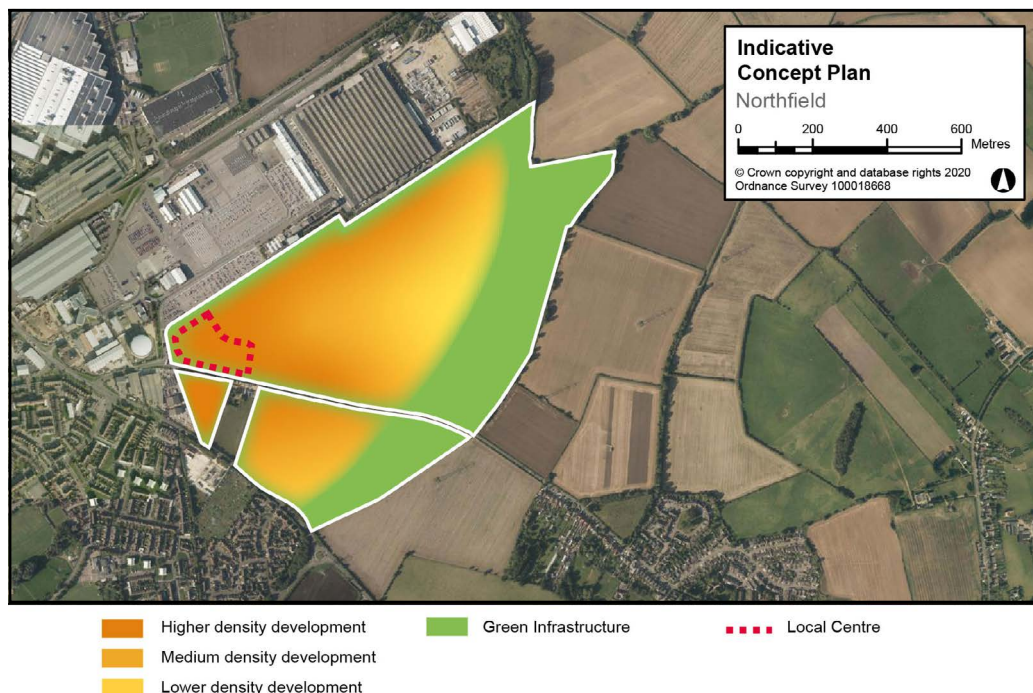 Indicative
Concept Plan
Northfield
0 200 400 600
Metres
© Crown copyright and database rights 2020
Ordnance Survey 100018668
Higher density development
Medium density development
Lower density development
Green Infrastructure
Local Centre